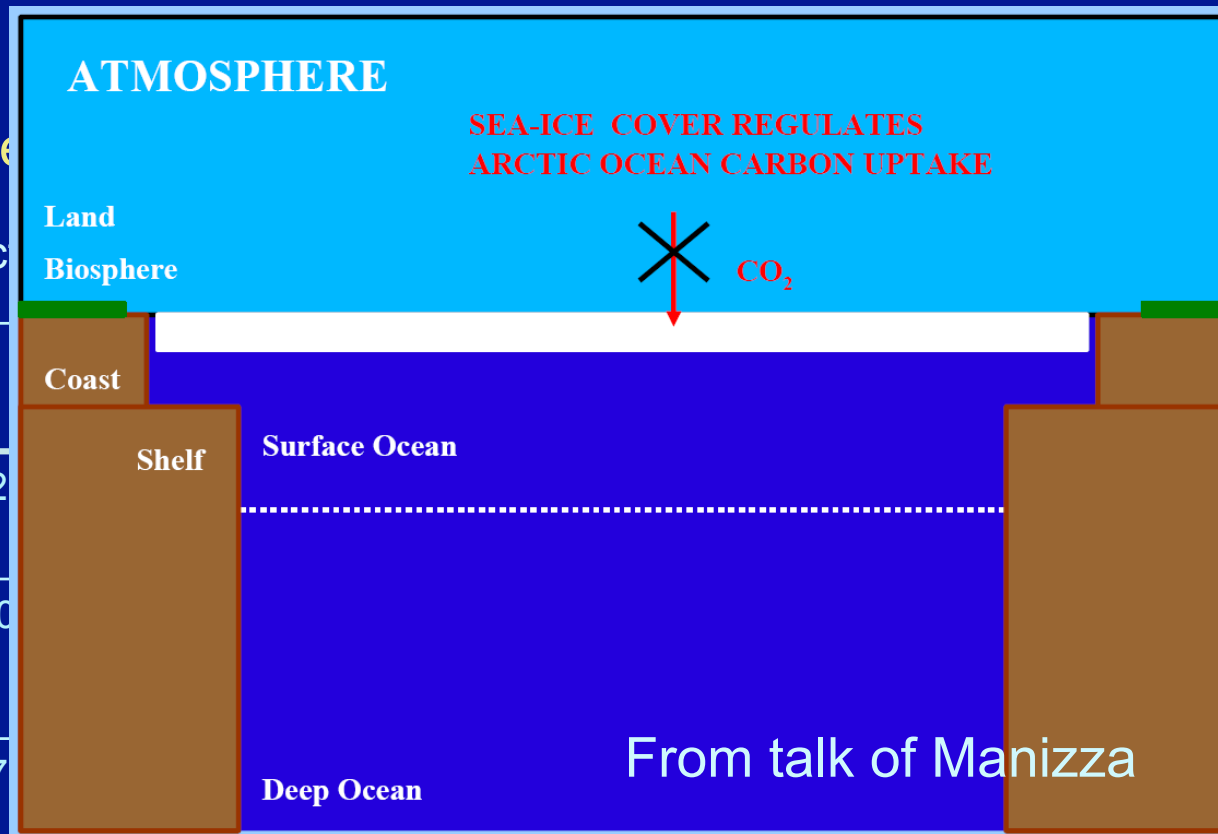 ATMOSPHERE
SEA-ICE COVER REGULATES
ARCTIC OCEAN CARBON UPTAKE
Land
Biosphere
CO₂
Coast
Surface Ocean
Shelf
From talk of Manizza
Deep Ocean